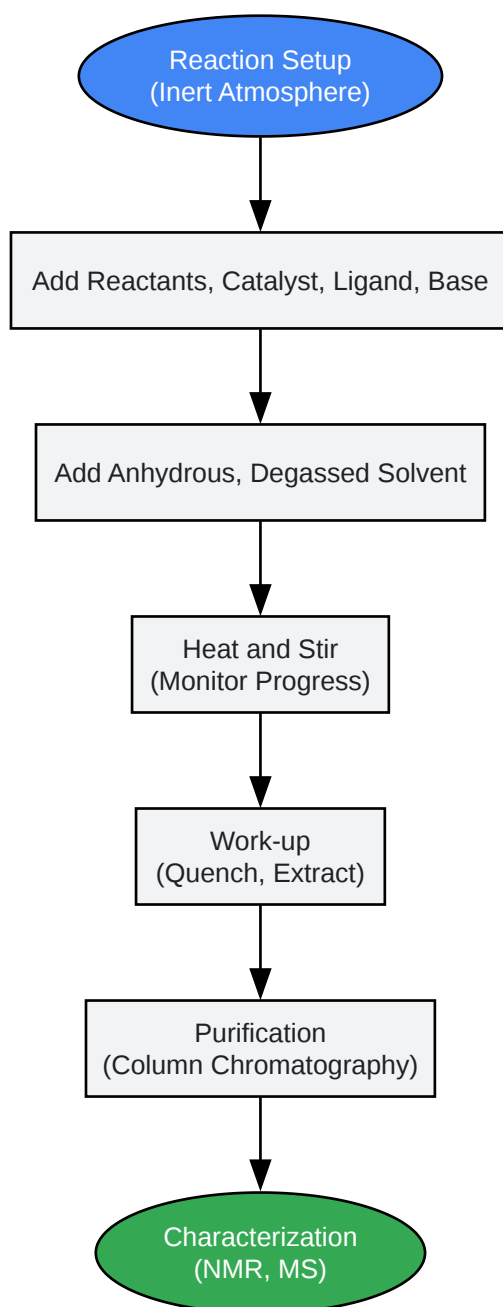 Reaction Setup
(Inert Atmosphere)
Add Reactants, Catalyst, Ligand, Base
Add Anhydrous, Degassed Solvent
Heat and Stir
(Monitor Progress)
Work-up
(Quench, Extract)
Purification
(Column Chromatography)
Characterization
(NMR, MS)